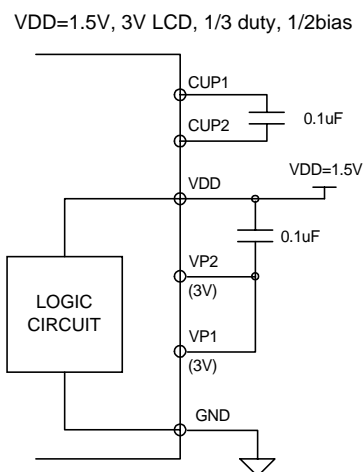 VDD=1.5V, 3V LCD, 1/3 duty, 1/2bias
CUP1
0.1uF
CUP2
VDD=1.5V
VDD
0.1uF
VP2
(3V)
LOGIC
CIRCUIT
VP1
(3V)
GND